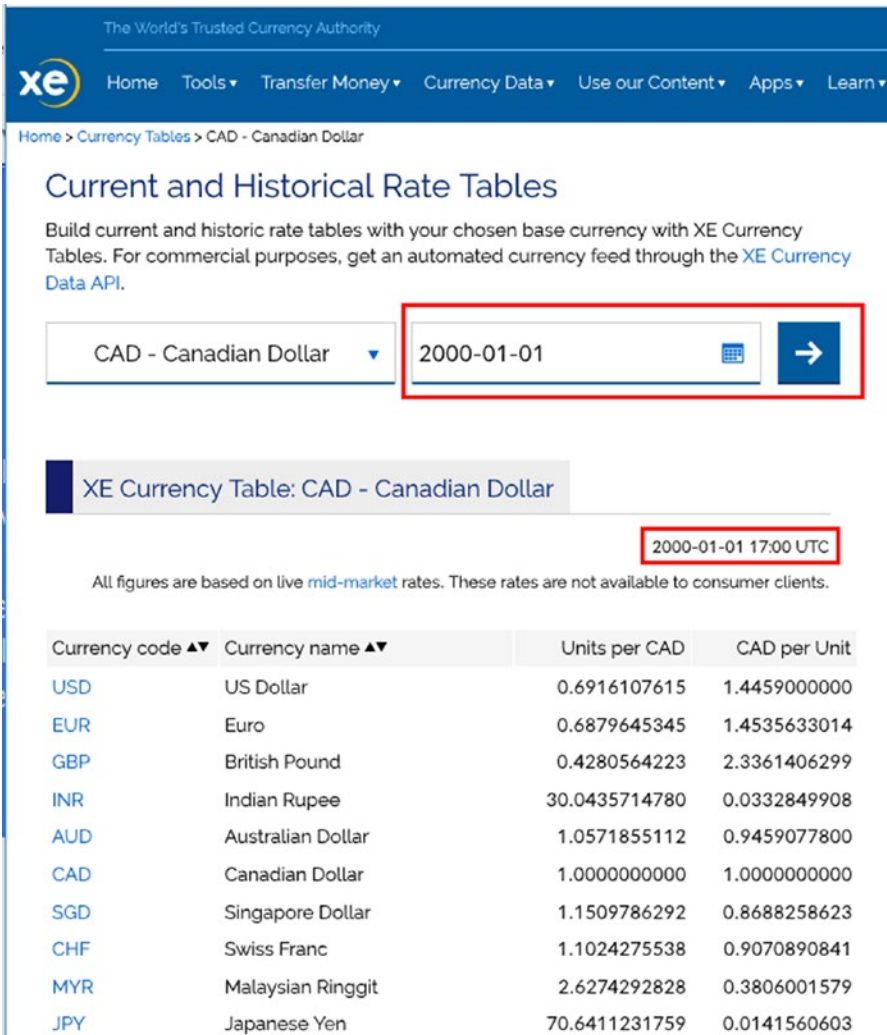 The World's Trusted Currency Authority
xe Home Tools▾ Transfer Money▾ Currency Data▾ Use our Content▾ Apps▾ Learn▾
Home > Currency Tables > CAD - Canadian Dollar
Current and Historical Rate Tables
Build current and historic rate tables with your chosen base currency with XE Currency
Tables. For commercial purposes, get an automated currency feed through the XE Currency
Data API.
CAD - Canadian Dollar ▾ 2000-01-01 →
XE Currency Table: CAD - Canadian Dollar
2000-01-01 17:00 UTC
All figures are based on live mid-market rates. These rates are not available to consumer clients.
Currency code ▲▼ Currency name ▲▼ Units per CAD CAD per Unit
USD US Dollar 0.6916107615 1.4459000000
EUR Euro 0.6879645345 1.4535633014
GBP British Pound 0.4280564223 2.3361406299
INR Indian Rupee 30.0435714780 0.0332849908
AUD Australian Dollar 1.0571855112 0.9459077800
CAD Canadian Dollar 1.0000000000 1.0000000000
SGD Singapore Dollar 1.1509786292 0.8688258623
CHF Swiss Franc 1.1024275538 0.9070890841
MYR Malaysian Ringgit 2.6274292828 0.3806001579
JPY Japanese Yen 70.6411231759 0.0141560603